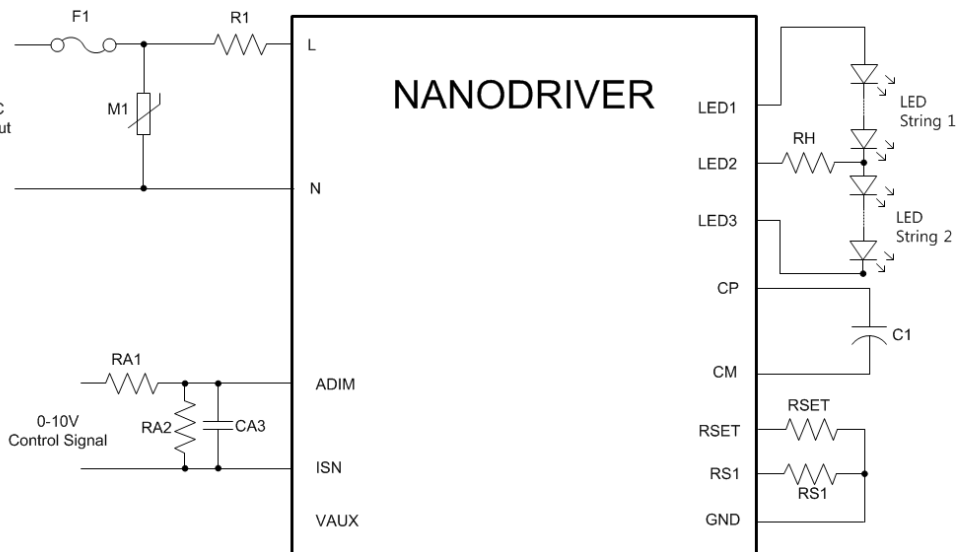 F1
R1
L
NANODRIVER
M1
LED1
LED
String 1
RH
LED2
N
LED3
LED
String 2
CP
C1
CM
RA1
ADIM
0-10V
Control Signal
RA2
CA3
ISN
VAUX
RSET
RSET
RS1
RS1
GND